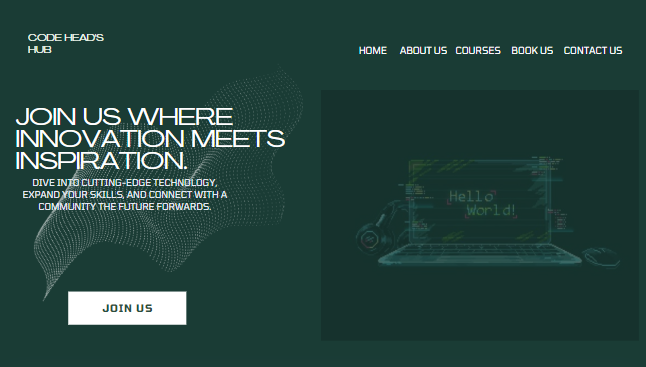 CODE HEAD'S
HUB
HOME ABOUT US COURSES BOOK US CONTACT US
JOIN US WHERE
INNOVATION MEETS
INSPIRATION.
DIVE INTO CUTTING-EDGE TECHNOLOGY,
EXPAND YOUR SKILLS, AND CONNECT WITH A
COMMUNITY THE FUTURE FORWARDS.
JOIN US
Hello
World!